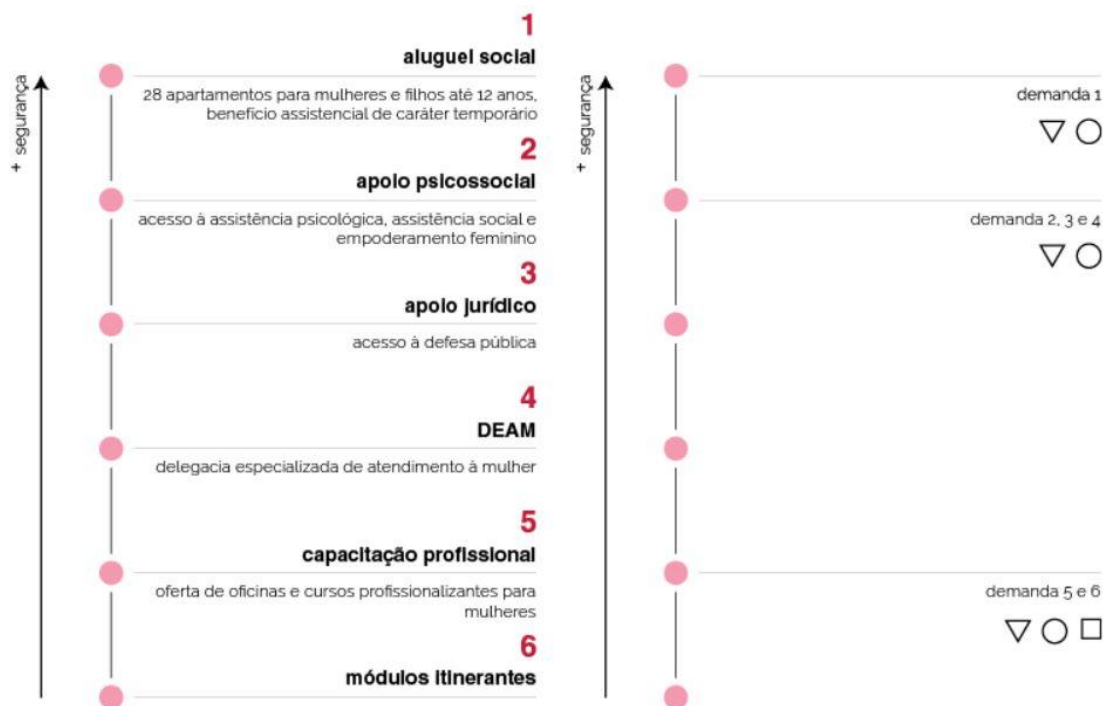 + segurança
1
aluguel social
28 apartamentos para mulheres e filhos até 12 anos,
benefício assistencial de caráter temporário
2
apoio psicossocial
acesso à assistência psicológica, assistência social e
empoderamento feminino
3
apoio jurídico
acesso à defesa pública
4
DEAM
delegacia especializada de atendimento à mulher
5
capacitação profissional
oferta de oficinas e cursos profissionalizantes para
mulheres
6
módulos itinerantes
+ segurança
demanda 1
demanda 2, 3 e 4
demanda 5 e 6